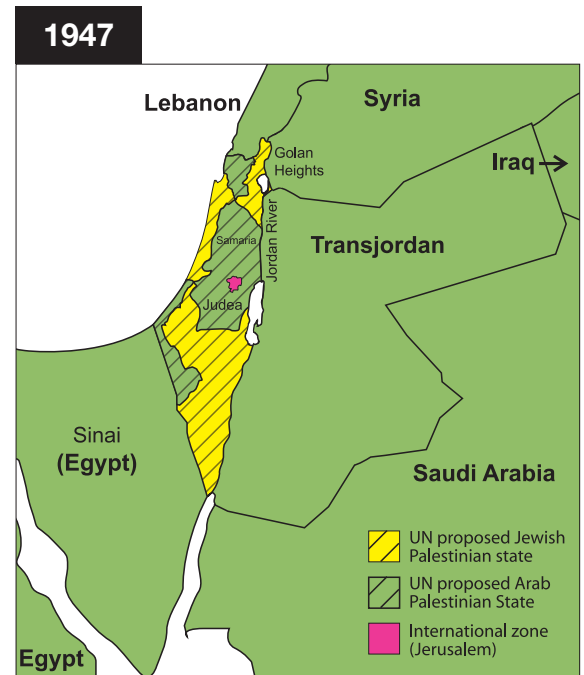 1947
Lebanon
Syria
Golan
Heights
Iraq
Jordan River
Samaria
Transjordan
Judea
Sinai
(Egypt)
Saudi Arabia
UN proposed Jewish
Palestinian state
UN proposed Arab
Palestinian State
International zone
(Jerusalem)
Egypt